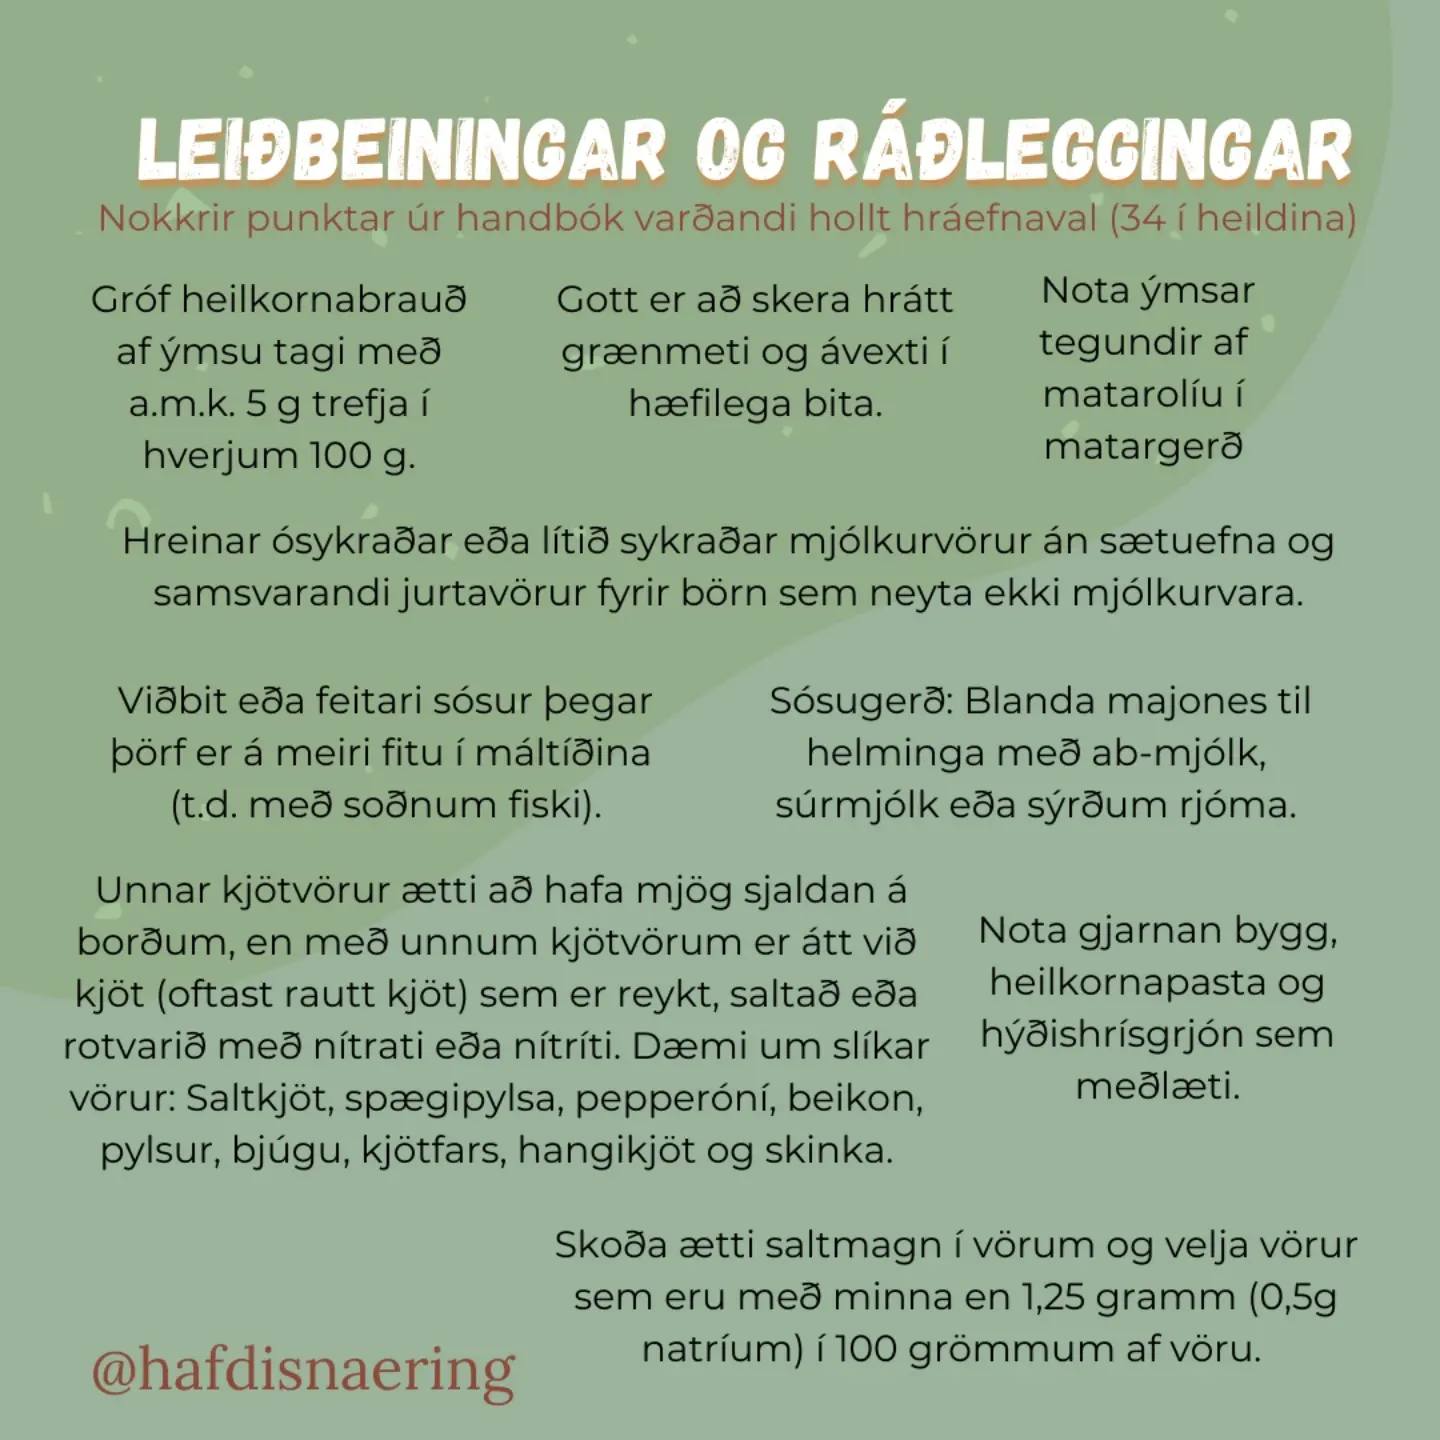 LEIÐBEININGAR OG RÁÐLEGGINGAR
Nokkrir punktar úr handbók varðandi hollt hráefnaval (34 í heildina)
Gróf heilkornabrauð
af ýmsu tagi með
a.m.k. 5 g trefja í
hverjum 100 g.
Gott er að skera hrátt
grænmeti og ávexti í
hæfilega bita.
Nota ýmsar
tegundir af
matarolíu í
matargerð
Hreinar ósykraðar eða lítið sykraðar mjólkurvörur án sætuefna og
samsvarandi jurtavörur fyrir börn sem neyta ekki mjólkurvara.
Viðbit eða feitari sósur þegar
þörf er á meiri fitu í máltíðina
(t.d. með soðnum fiski).
Sósugerð: Blanda majones til
helminga með ab-mjólk,
súrmjólk eða sýrðum rjóma.
Unnar kjötvörur ætti að hafa mjög sjaldan á
borðum, en með unnum kjötvörum er átt við
kjöt (oftast rautt kjöt) sem er reykt, saltað eða
rotvarið með nítrati eða nítríti. Dæmi um slíkar
vörur: Saltkjöt, spægipylsa, pepperóní, beikon,
pylsur, bjúgu, kjötfars, hangikjöt og skinka.
Nota gjarnan bygg,
heilkornapasta og
hýðishrísgrjón sem
meðlæti.
Skoða ætti saltmagn í vörum og velja vörur
sem eru með minna en 1,25 gramm (0,5g
natríum) í 100 grömmum af vöru.
@hafdisnaering